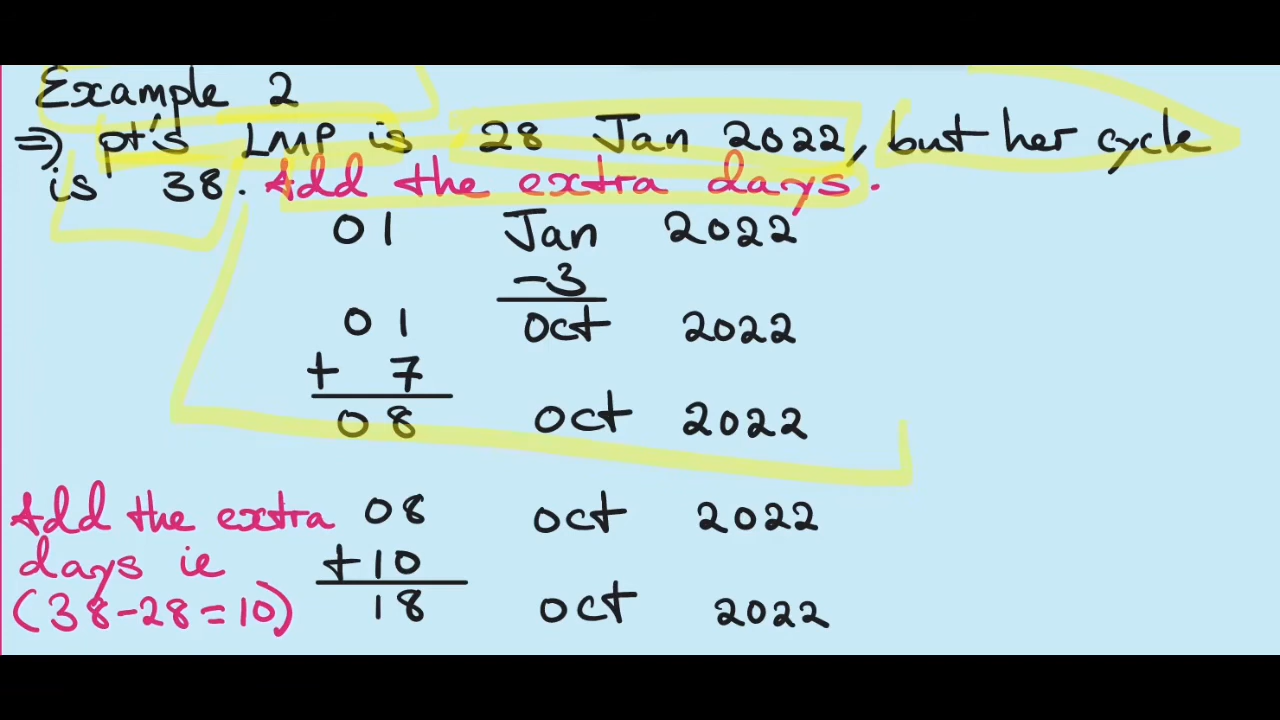 Example 2
⇒) pt's LMP is 28 Jan 2022, but her cycle
is 38. Add the extra days.
01 Jan 2022
-3
01 Oct 2022
+ 7
08 Oct 2022
Add the extra 08 Oct 2022
days ie +10
(38-28=10) 18 Oct 2022